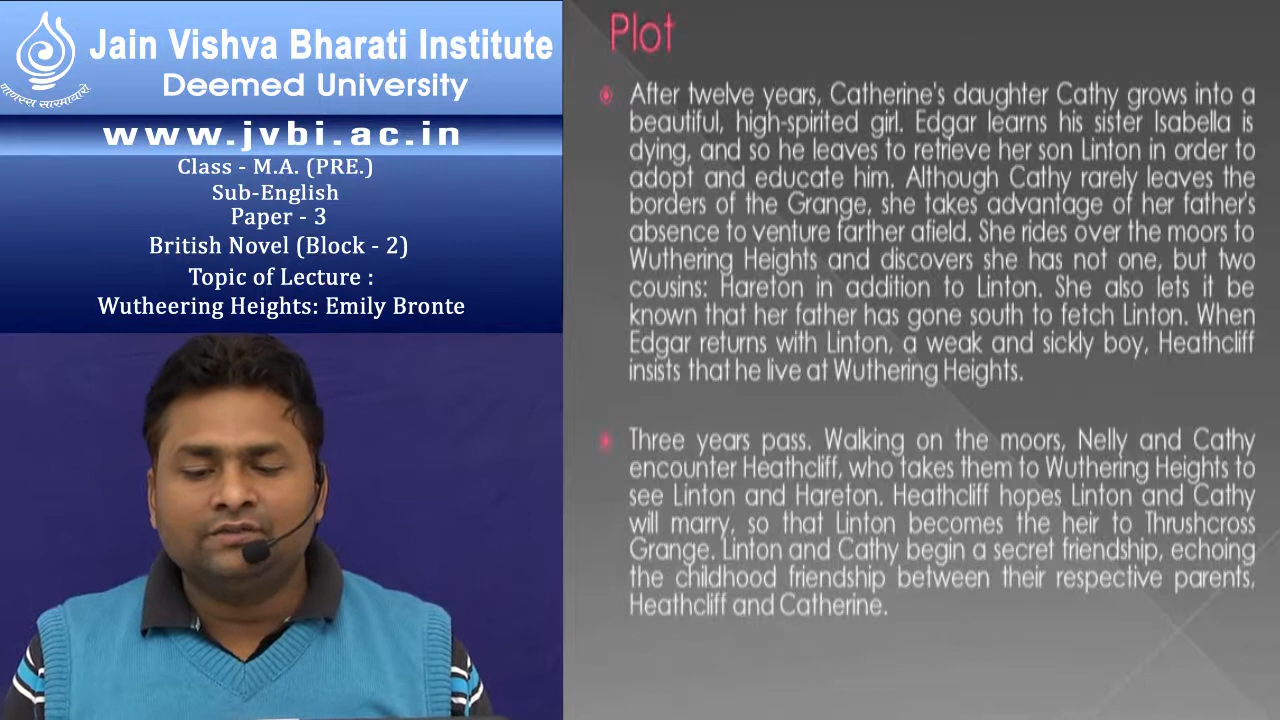 Jain Vishva Bharati Institute
Deemed University
www.jvbi.ac.in
Class - M.A. (PRE.)
Sub-English
Paper - 3
British Novel (Block - 2)
Topic of Lecture :
Wutheering Heights: Emily Bronte
णाणस्स सारमायारो
Plot
After twelve years, Catherine's daughter Cathy grows into a
beautiful, high-spirited girl. Edgar learns his sister Isabella is
dying, and so he leaves to retrieve her son Linton in order to
adopt and educate him. Although Cathy rarely leaves the
borders of the Grange, she takes advantage of her father's
absence to venture farther afield. She rides over the moors to
Wuthering Heights and discovers she has not one, but two
cousins: Hareton in addition to Linton. She also lets it be
known that her father has gone south to fetch Linton. When
Edgar returns with Linton, a weak and sickly boy, Heathcliff
insists that he live at Wuthering Heights.
Three years pass. Walking on the moors, Nelly and Cathy
encounter Heathcliff, who takes them to Wuthering Heights to
see Linton and Hareton. Heathcliff hopes Linton and Cathy
will marry, so that Linton becomes the heir to Thrushcross
Grange. Linton and Cathy begin a secret friendship, echoing
the childhood friendship between their respective parents,
Heathcliff and Catherine.